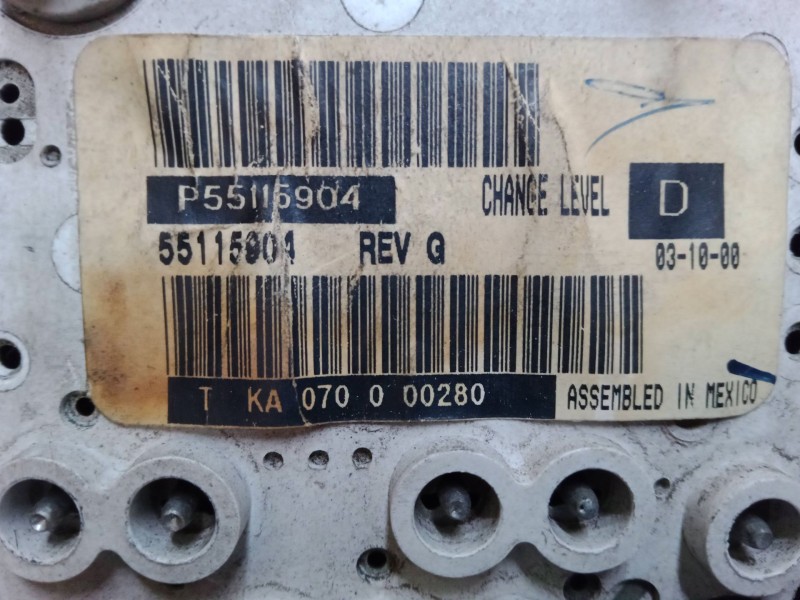 P55115904
CHANGE LEVEL D
55115904 REV G 03-10-00
T KA 070 0 00280 ASSEMBLED IN MEXICO